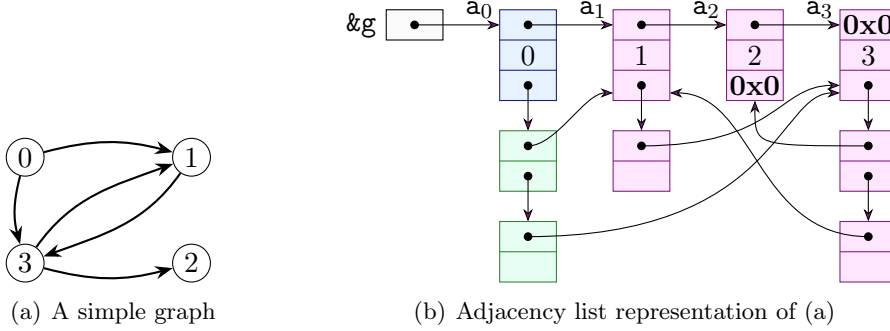 &g a₀ a₁ a₂ a₃ 0x0
0 1 2 3
0x0
0 1
3 2
(a) A simple graph
(b) Adjacency list representation of (a)